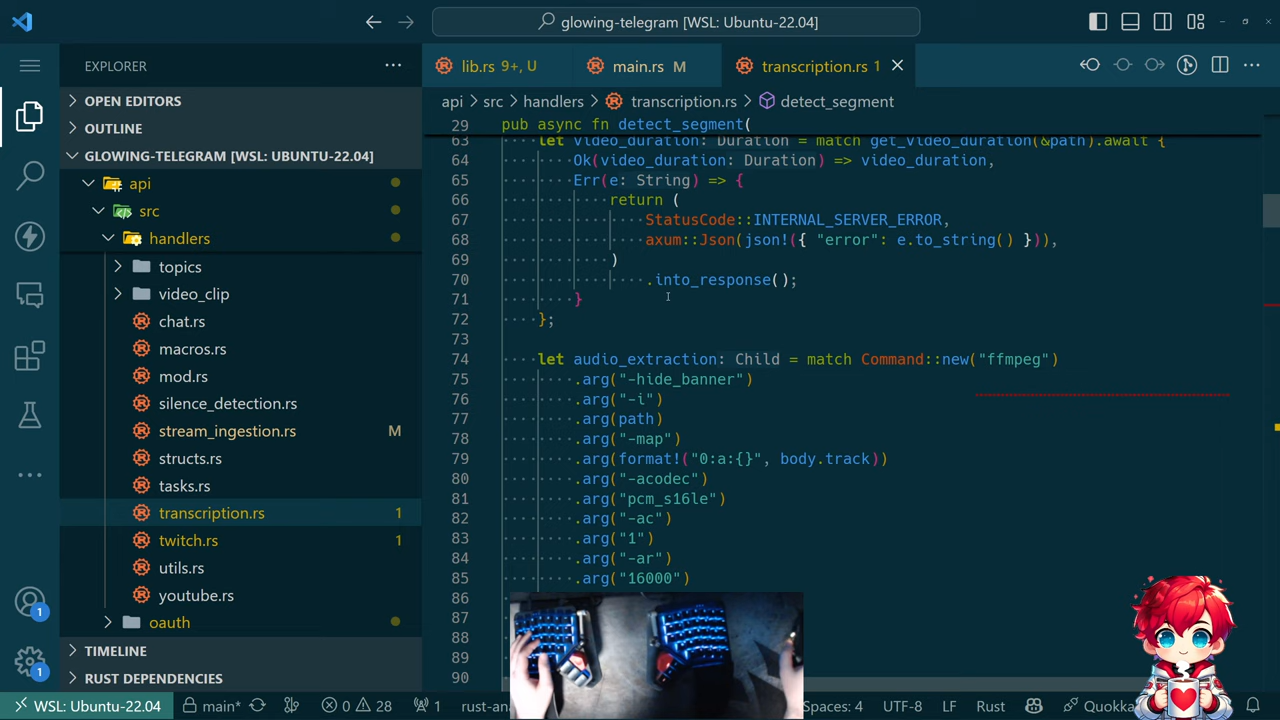 glowing-telegram [WSL: Ubuntu-22.04]
EXPLORER
lib.rs 9+, U
main.rs M
transcription.rs 1
OPEN EDITORS
OUTLINE
GLOWING-TELEGRAM [WSL: UBUNTU-22.04]
api
src
handlers
topics
video_clip
chat.rs
macros.rs
mod.rs
silence_detection.rs
stream_ingestion.rs M
structs.rs
tasks.rs
transcription.rs 1
twitch.rs 1
utils.rs
youtube.rs
oauth
TIMELINE
RUST DEPENDENCIES
api > src > handlers > transcription.rs > detect_segment
29 pub async fn detect_segment(
63 let video_duration: Duration = match get_video_duration(&path).await {
64 Ok(video_duration: Duration) => video_duration,
65 Err(e: String) => {
66 return (
67 StatusCode::INTERNAL_SERVER_ERROR,
68 axum::Json(json!({ "error": e.to_string() })),
69 )
70 .into_response();
71 }
72 };
73
74 let audio_extraction: Child = match Command::new("ffmpeg")
75 .arg("-hide_banner")
76 .arg("-i")
77 .arg(path)
78 .arg("-map")
79 .arg(format!("0:a:{}", body.track))
80 .arg("-acodec")
81 .arg("pcm_s16le")
82 .arg("-ac")
83 .arg("1")
84 .arg("-ar")
85 .arg("16000")
86
87
88
89
90
1
1
WSL: Ubuntu-22.04 main* 0 28 1 rust-an Spaces: 4 UTF-8 LF Rust Quokka